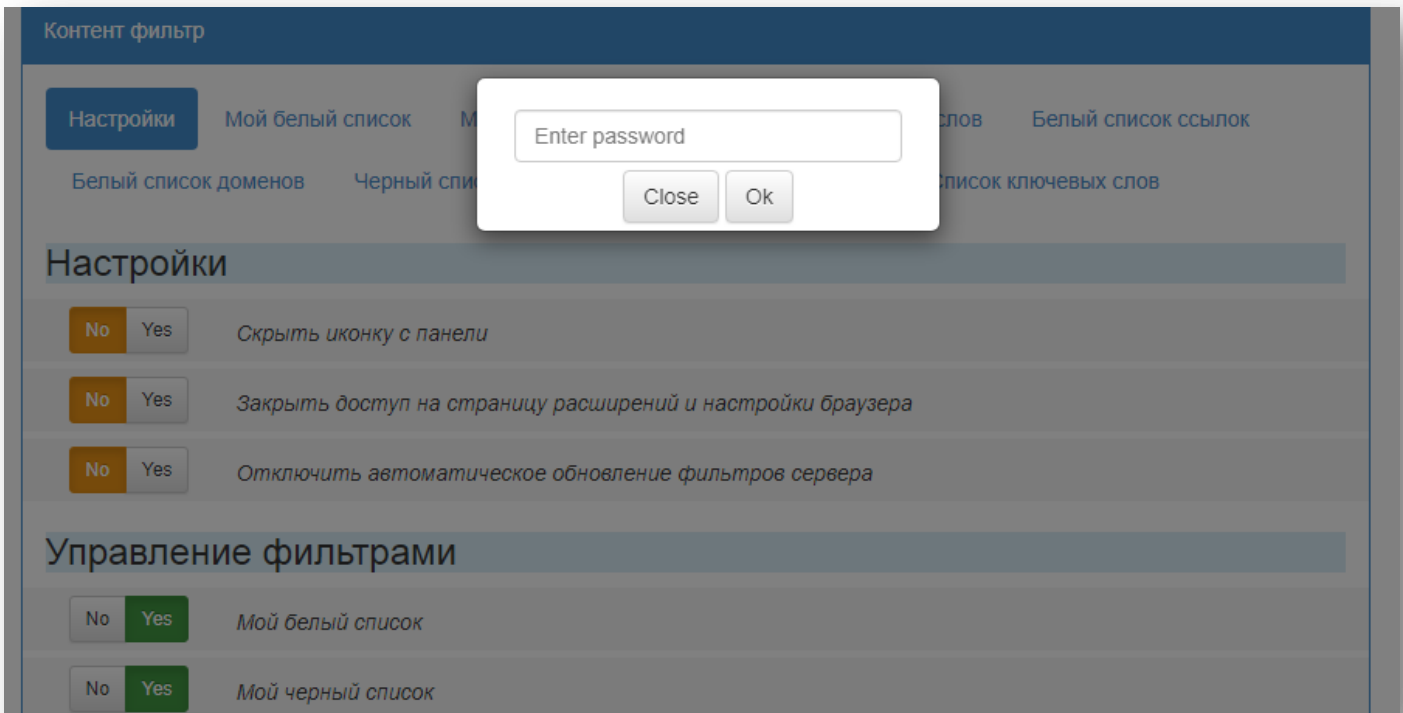 Контент фильтр
Настройки Мой белый список слов Белый список ссылок
Enter password
Белый список доменов Черный Список ключевых слов
Close Ok
Настройки
No Yes Скрыть иконку с панели
No Yes Закрыть доступ на страницу расширений и настройки браузера
No Yes Отключить автоматическое обновление фильтров сервера
Управление фильтрами
No Yes Мой белый список
No Yes Мой черный список